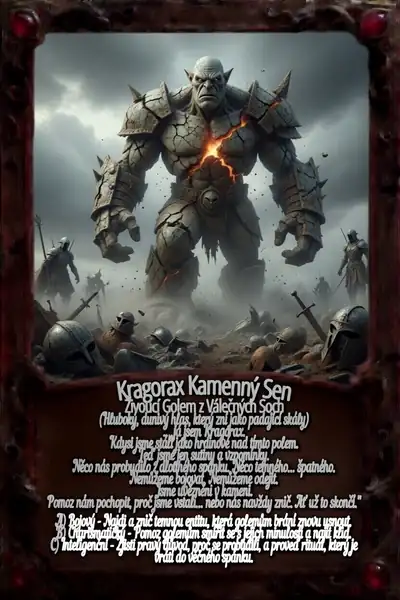 Kragorax Kamenný Sen
Živoucí Golem z Válečných Soch
(Hluboký, dunivý hlas, který zní jako padající skály)
Já jsem Kragorax.
Kdysi jsme stáli jako hrdinové nad tímto polem.
Teď jsme jen sutiny a vzpomínky.
Něco nás probudilo z dlouhého spánku. Něco temného... špatného.
Nemůžeme bojovat. Nemůžeme odejít.
Jsme uvězněni v kameni.
Pomoz nám pochopit, proč jsme vstali... nebo nás navždy znič. Ať už to skončí."
A) Bojový - Najdi a znič temnou entitu, která golemům brání znovu usnout.
B) Charismatický - Pomoz golemům smířit se s jejich minulostí a najít klid.
C) Inteligenční - Zjisti pravý důvod, proč se probudili, a proveď rituál, který je
vrátí do věčného spánku.